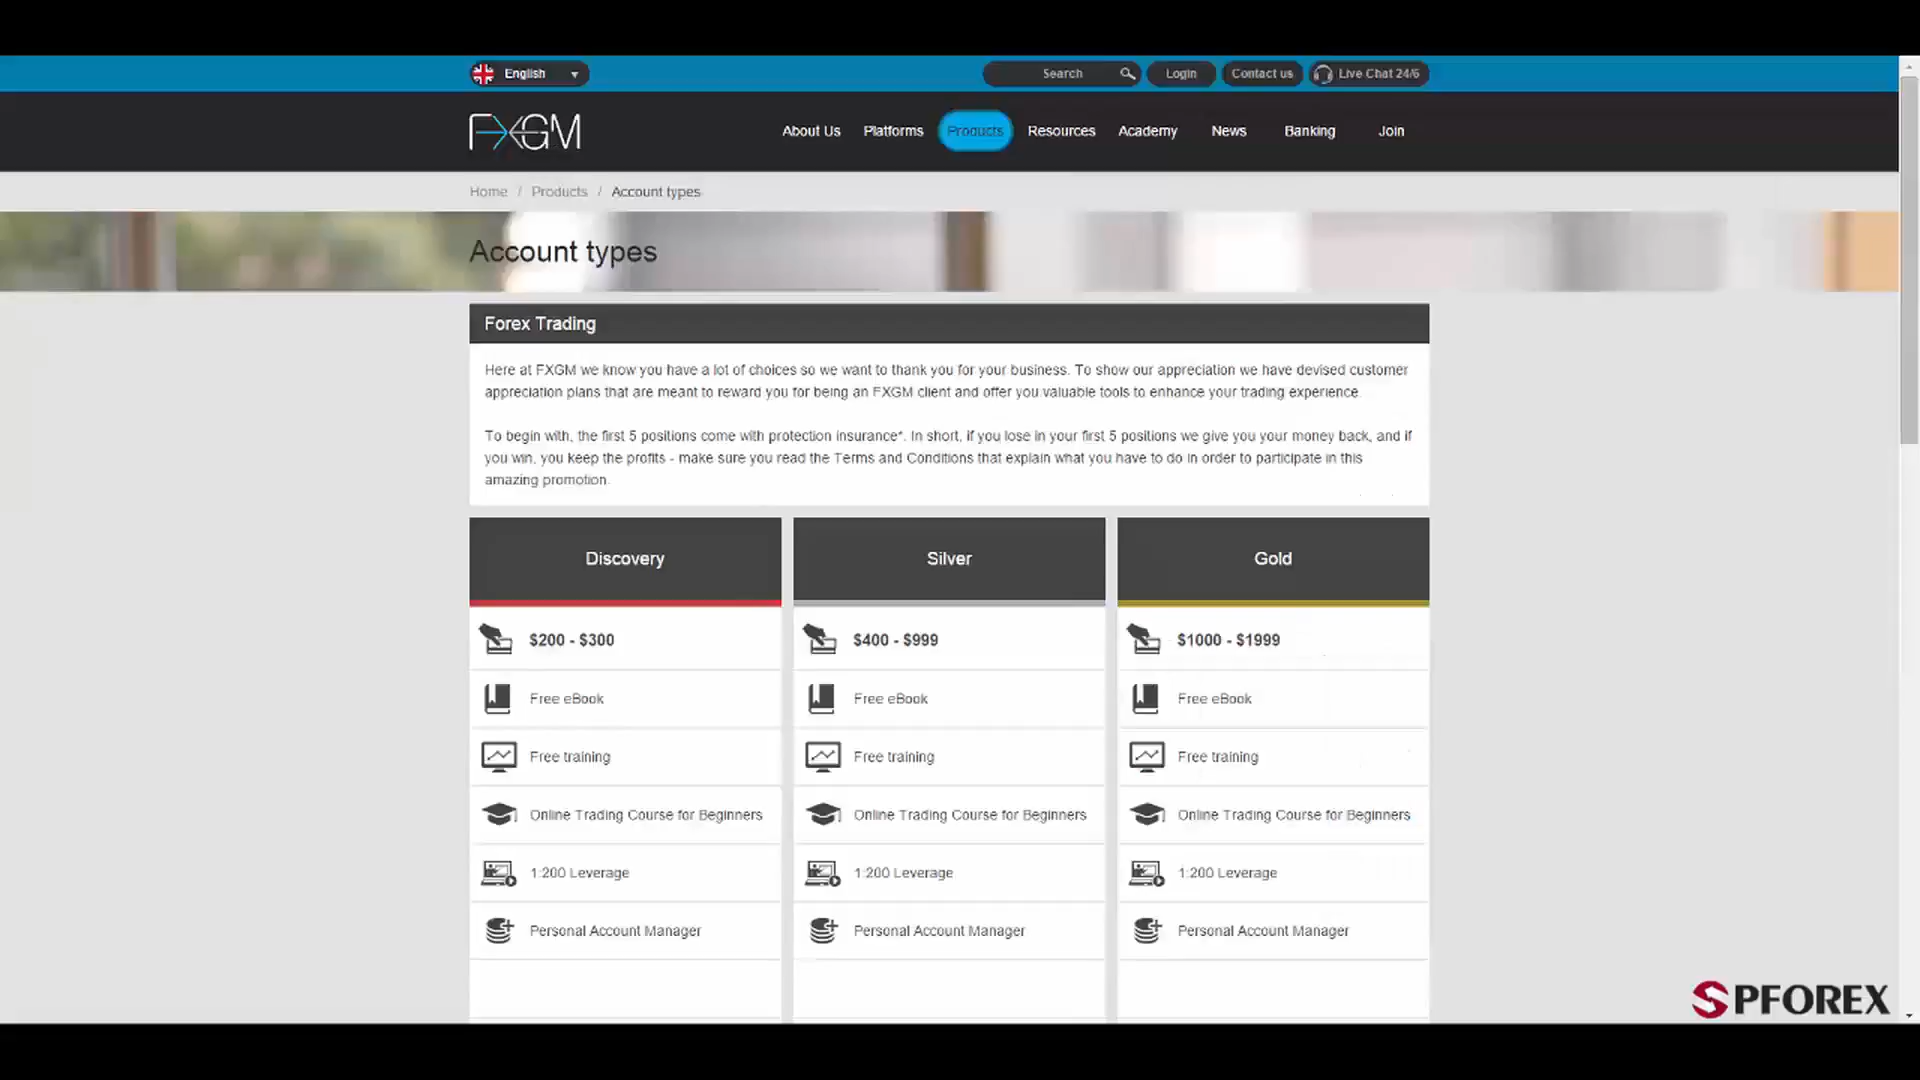 English
Search
Login
Contact us
Live Chat 24/6
FXGM
About Us
Platforms
Products
Resources
Academy
News
Banking
Join
Home / Products / Account types
Account types
Forex Trading
Here at FXGM we know you have a lot of choices so we want to thank you for your business. To show our appreciation we have devised customer
appreciation plans that are meant to reward you for being an FXGM client and offer you valuable tools to enhance your trading experience.
To begin with, the first 5 positions come with protection insurance*. In short, if you lose in your first 5 positions we give you your money back, and if
you win, you keep the profits - make sure you read the Terms and Conditions that explain what you have to do in order to participate in this
amazing promotion.
Discovery
$200 - $300
Free eBook
Free training
Online Trading Course for Beginners
1:200 Leverage
Personal Account Manager
Silver
$400 - $999
Free eBook
Free training
Online Trading Course for Beginners
1:200 Leverage
Personal Account Manager
Gold
$1000 - $1999
Free eBook
Free training
Online Trading Course for Beginners
1:200 Leverage
Personal Account Manager
SPFOREX